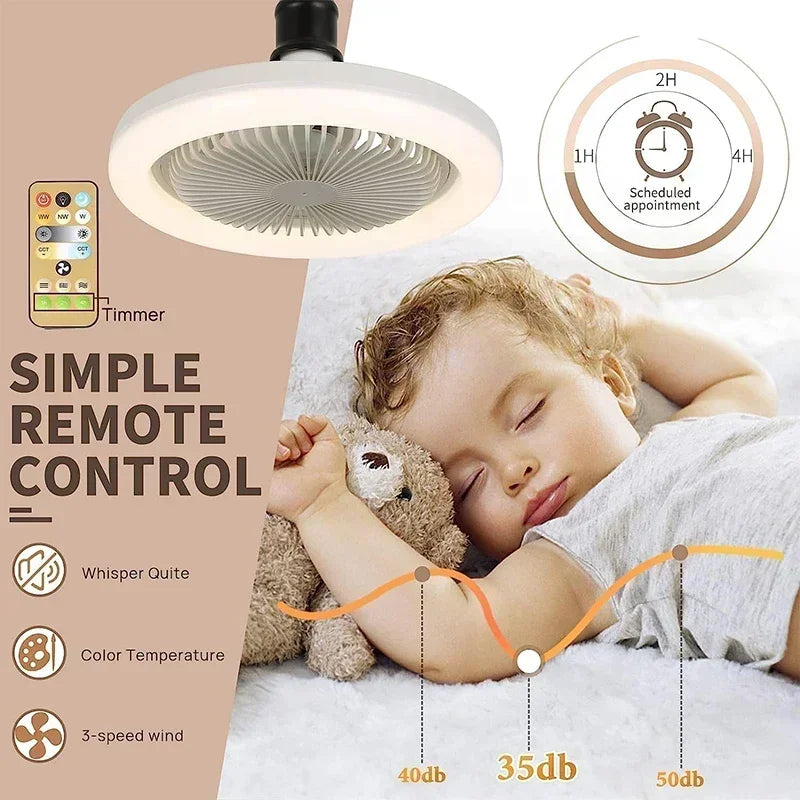 2H
1H
4H
Scheduled
appointment
WW NW W
CCT CCT
Timmer
SIMPLE
REMOTE
CONTROL
Whisper Quite
Color Temperature
3-speed wind
40db
35db
50db